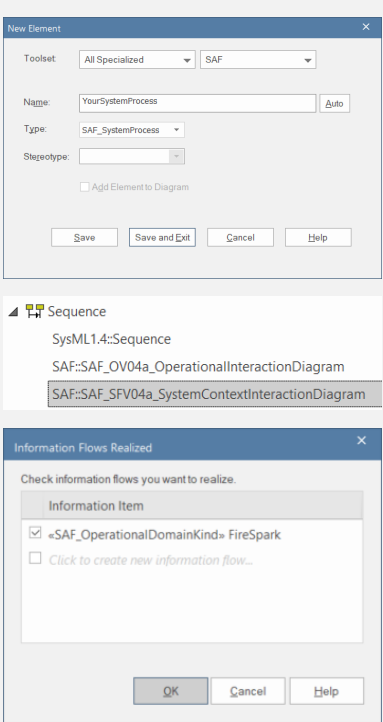 New Element
Toolset: All Specialized SAF
Name: YourSystemProcess Auto
Type: SAF_SystemProcess
Stereotype:
Add Element to Diagram
Save Save and Exit Cancel Help
Sequence
SysML1.4::Sequence
SAF::SAF_OV04a_OperationalInteractionDiagram
SAF::SAF_SFV04a_SystemContextInteractionDiagram
Information Flows Realized
Check information flows you want to realize.
Information Item
«SAF_OperationalDomainKind» FireSpark
Click to create new information flow...
OK Cancel Help